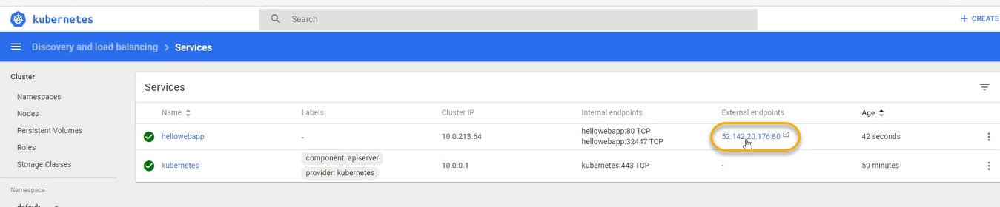 kubernetes
Search
+ CREATE
Discovery and load balancing > Services
Cluster
Namespaces
Nodes
Persistent Volumes
Roles
Storage Classes
Namespace
default
Services
Name Labels Cluster IP Internal endpoints External endpoints Age
hellowebapp - 10.0.213.64 hellowebapp:80 TCP 52.142.20.176:80 42 seconds
hellowebapp:32447 TCP
kubernetes component: apiserver 10.0.0.1 kubernetes:443 TCP - 50 minutes
provider: kubernetes